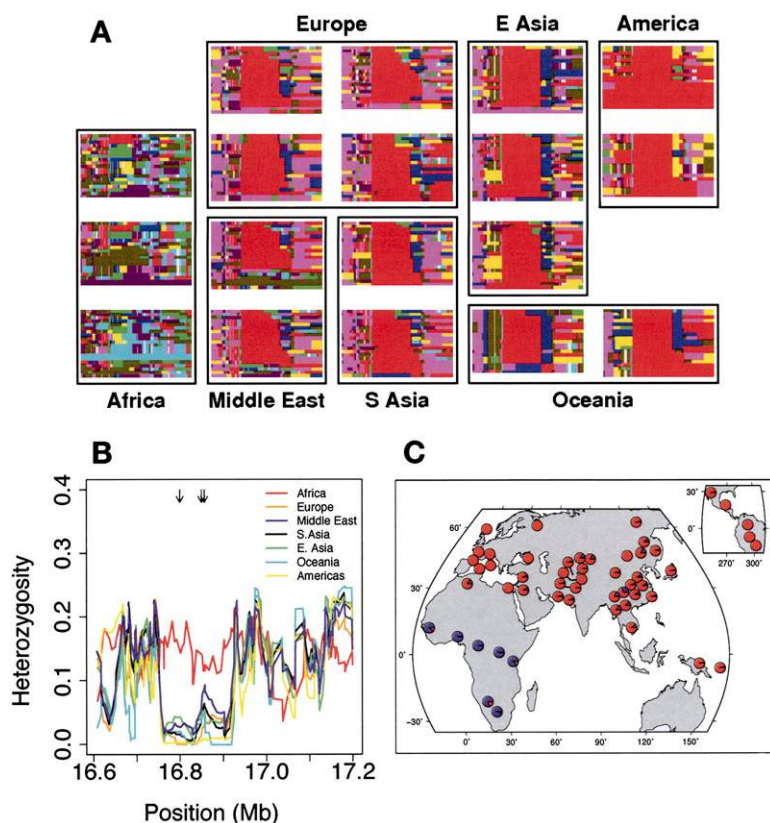 A
Europe
E Asia
America
Africa
Middle East
S Asia
Oceania
B
Heterozygosity
0.4
0.3
0.2
0.1
0.0
16.6
16.8
17.0
17.2
Position (Mb)
Africa
Europe
Middle East
S.Asia
E. Asia
Oceania
Americas
C
60˚
30˚
0˚
−30˚
0˚
30˚
60˚
90˚
120˚
150˚
30˚
0˚
270˚
300˚